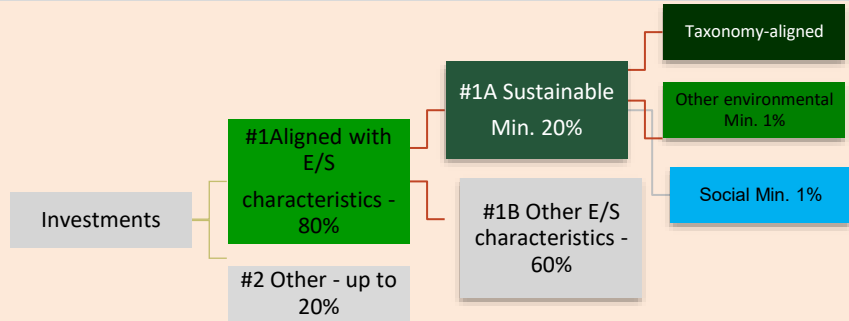 Investments
#1Aligned with
E/S
characteristics -
80%
#2 Other - up to
20%
#1A Sustainable
Min. 20%
#1B Other E/S
characteristics -
60%
Taxonomy-aligned
Other environmental
Min. 1%
Social Min. 1%